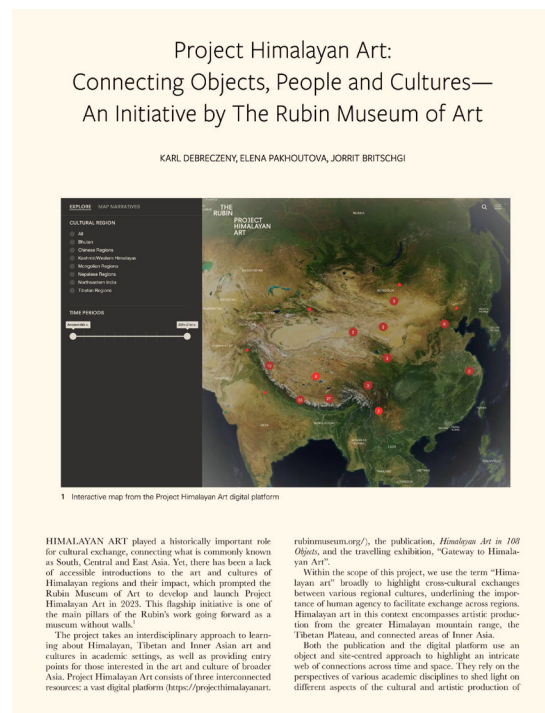 Project Himalayan Art:
Connecting Objects, People and Cultures—
An Initiative by The Rubin Museum of Art
KARL DEBRECZENY, ELENA PAKHOUTOVA, JORRIT BRITSCHGI
EXPLORE MAP NARRATIVES
CULTURAL REGION
All
Bhutan
Chinese Regions
Kashmir/Western Himalayas
Mongolian Regions
Nepalese Regions
Northeastern India
Tibetan Regions
TIME PERIODS
THE
RUBIN
PROJECT
HIMALAYAN
ART
1 Interactive map from the Project Himalayan Art digital platform
HIMALAYAN ART played a historically important role
for cultural exchange, connecting what is commonly known
as South, Central and East Asia. Yet, there has been a lack
of accessible introductions to the art and cultures of
Himalayan regions and their impact, which prompted the
Rubin Museum of Art to develop and launch Project
Himalayan Art in 2023. This flagship initiative is one of
the main pillars of the Rubin's work going forward as a
museum without walls.¹
The project takes an interdisciplinary approach to learn-
ing about Himalayan, Tibetan and Inner Asian art and
cultures in academic settings, as well as providing entry
points for those interested in the art and culture of broader
Asia. Project Himalayan Art consists of three interconnected
resources: a vast digital platform (https://projecthimalayanart.
rubinmuseum.org/), the publication, Himalayan Art in 108
Objects, and the travelling exhibition, “Gateway to Himala-
yan Art”.
Within the scope of this project, we use the term “Hima-
layan art” broadly to highlight cross-cultural exchanges
between various regional cultures, underlining the impor-
tance of human agency to facilitate exchange across regions.
Himalayan art in this context encompasses artistic produc-
tion from the greater Himalayan mountain range, the
Tibetan Plateau, and connected areas of Inner Asia.
Both the publication and the digital platform use an
object and site-centred approach to highlight an intricate
web of connections across time and space. They rely on the
perspectives of various academic disciplines to shed light on
different aspects of the cultural and artistic production of